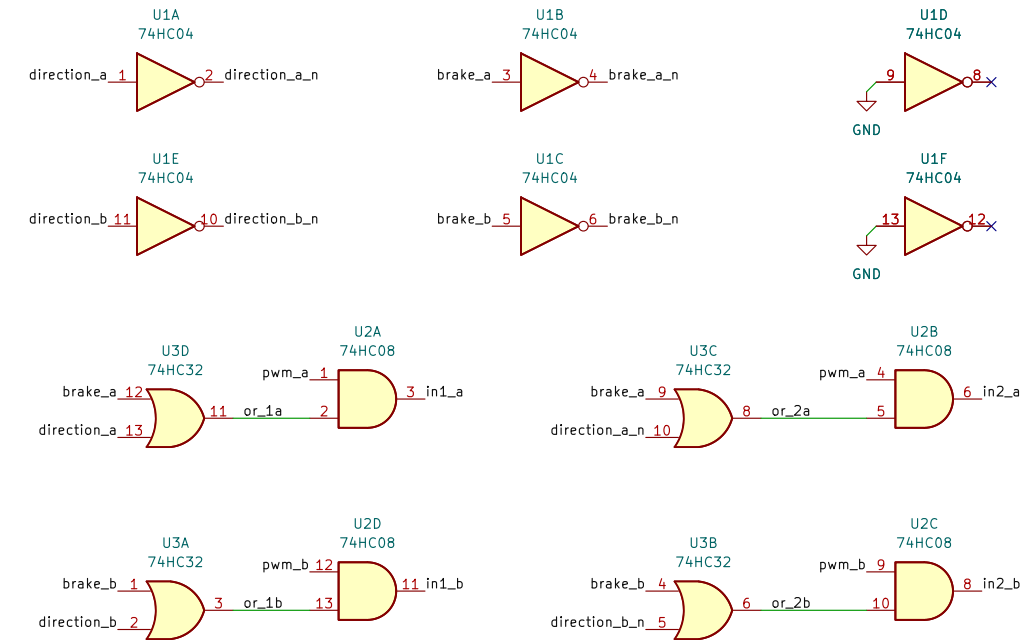 U1A
74HC04
direction_a 1 2 direction_a_n
U1B
74HC04
brake_a 3 4 brake_a_n
U1D
74HC04
9 8
GND
U1E
74HC04
direction_b 11 10 direction_b_n
U1C
74HC04
brake_b 5 6 brake_b_n
U1F
74HC04
13 12
GND
U3D
74HC32
brake_a 12
direction_a 13
11 or_1a
U2A
74HC08
pwm_a 1
2
3 in1_a
U3C
74HC32
brake_a 9
direction_a_n 10
8 or_2a
U2B
74HC08
pwm_a 4
5
6 in2_a
U3A
74HC32
brake_b 1
direction_b 2
3 or_1b
U2D
74HC08
pwm_b 12
13
11 in1_b
U3B
74HC32
brake_b 4
direction_b_n 5
6 or_2b
U2C
74HC08
pwm_b 9
10
8 in2_b